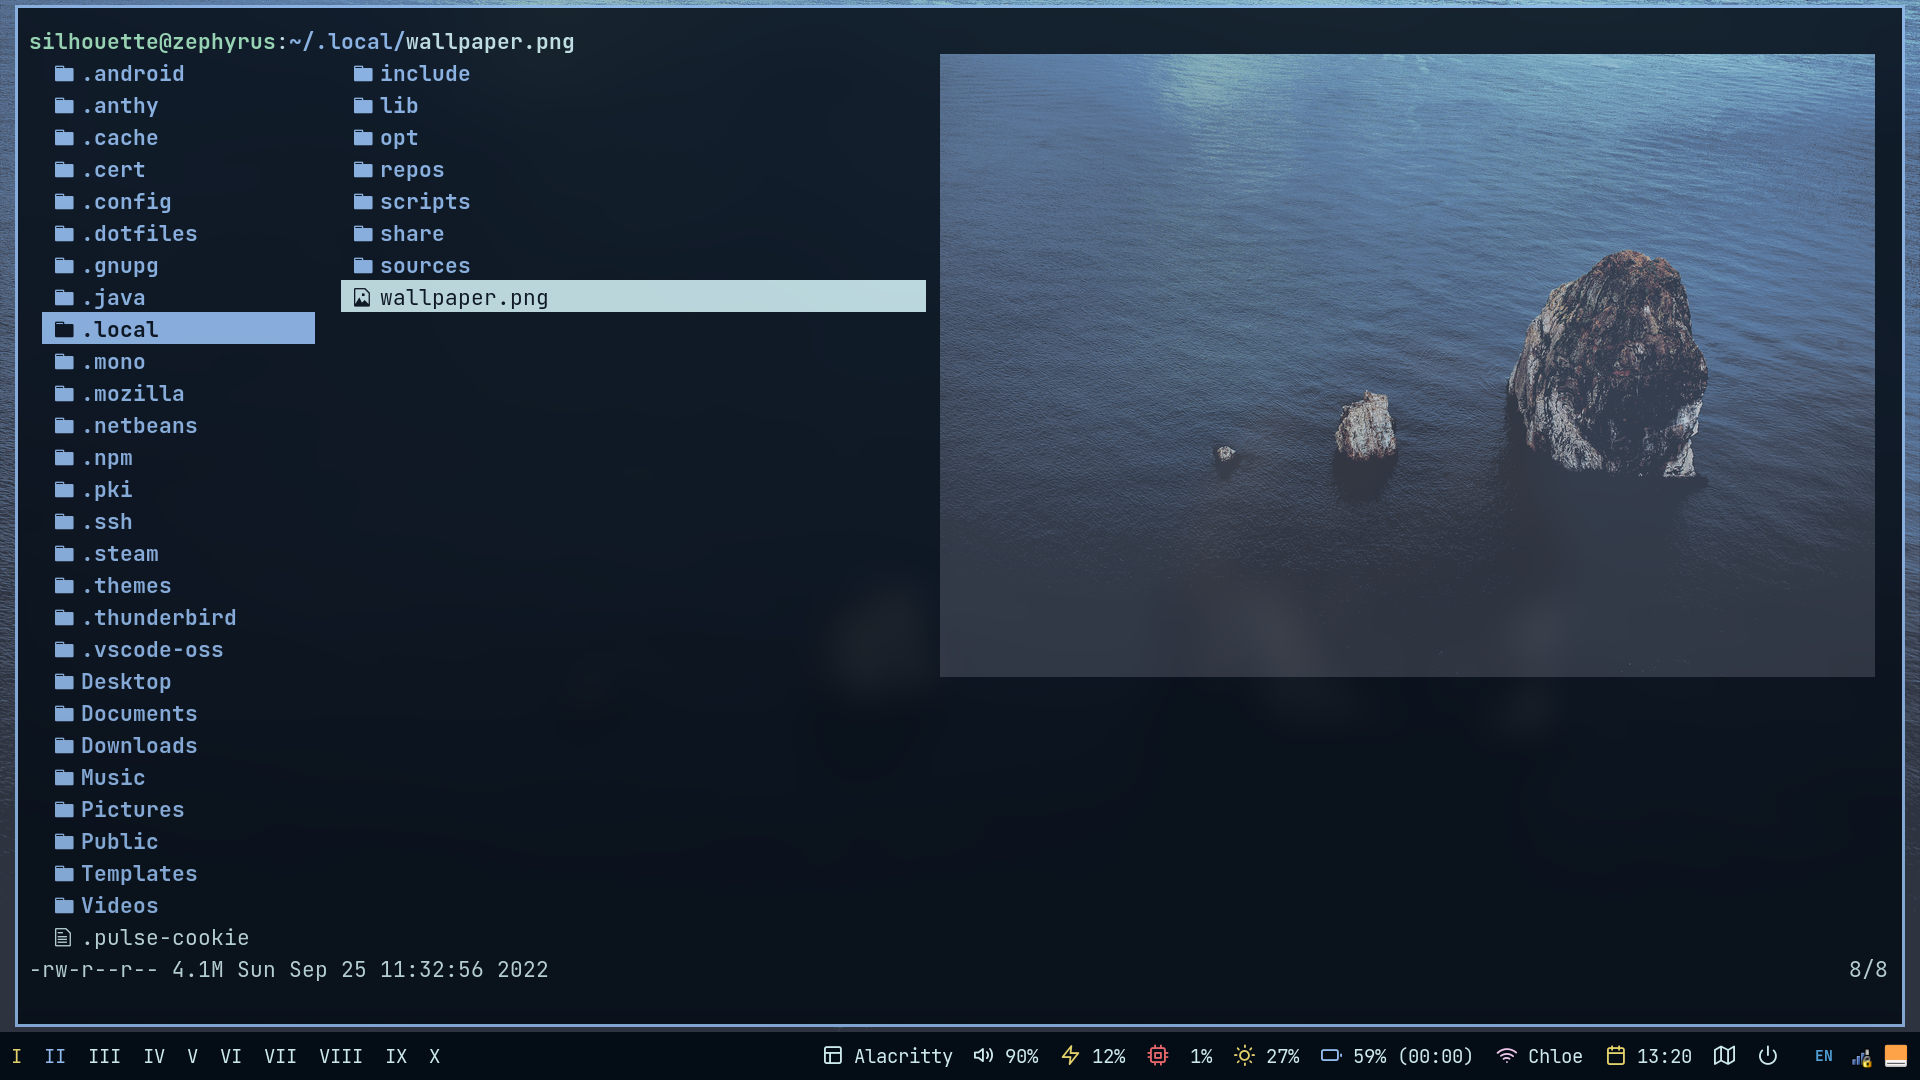 silhouette@zephyrus:~/.local/wallpaper.png
.android
.anthy
.cache
.cert
.config
.dotfiles
.gnupg
.java
.local
.mono
.mozilla
.netbeans
.npm
.pki
.ssh
.steam
.themes
.thunderbird
.vscode-oss
Desktop
Documents
Downloads
Music
Pictures
Public
Templates
Videos
.pulse-cookie
include
lib
opt
repos
scripts
share
sources
wallpaper.png
-rw-r--r-- 4.1M Sun Sep 25 11:32:56 2022 8/8
I II III IV V VI VII VIII IX X Alacritty 90% 12% 1% 27% 59% (00:00) Chloe 13:20 EN